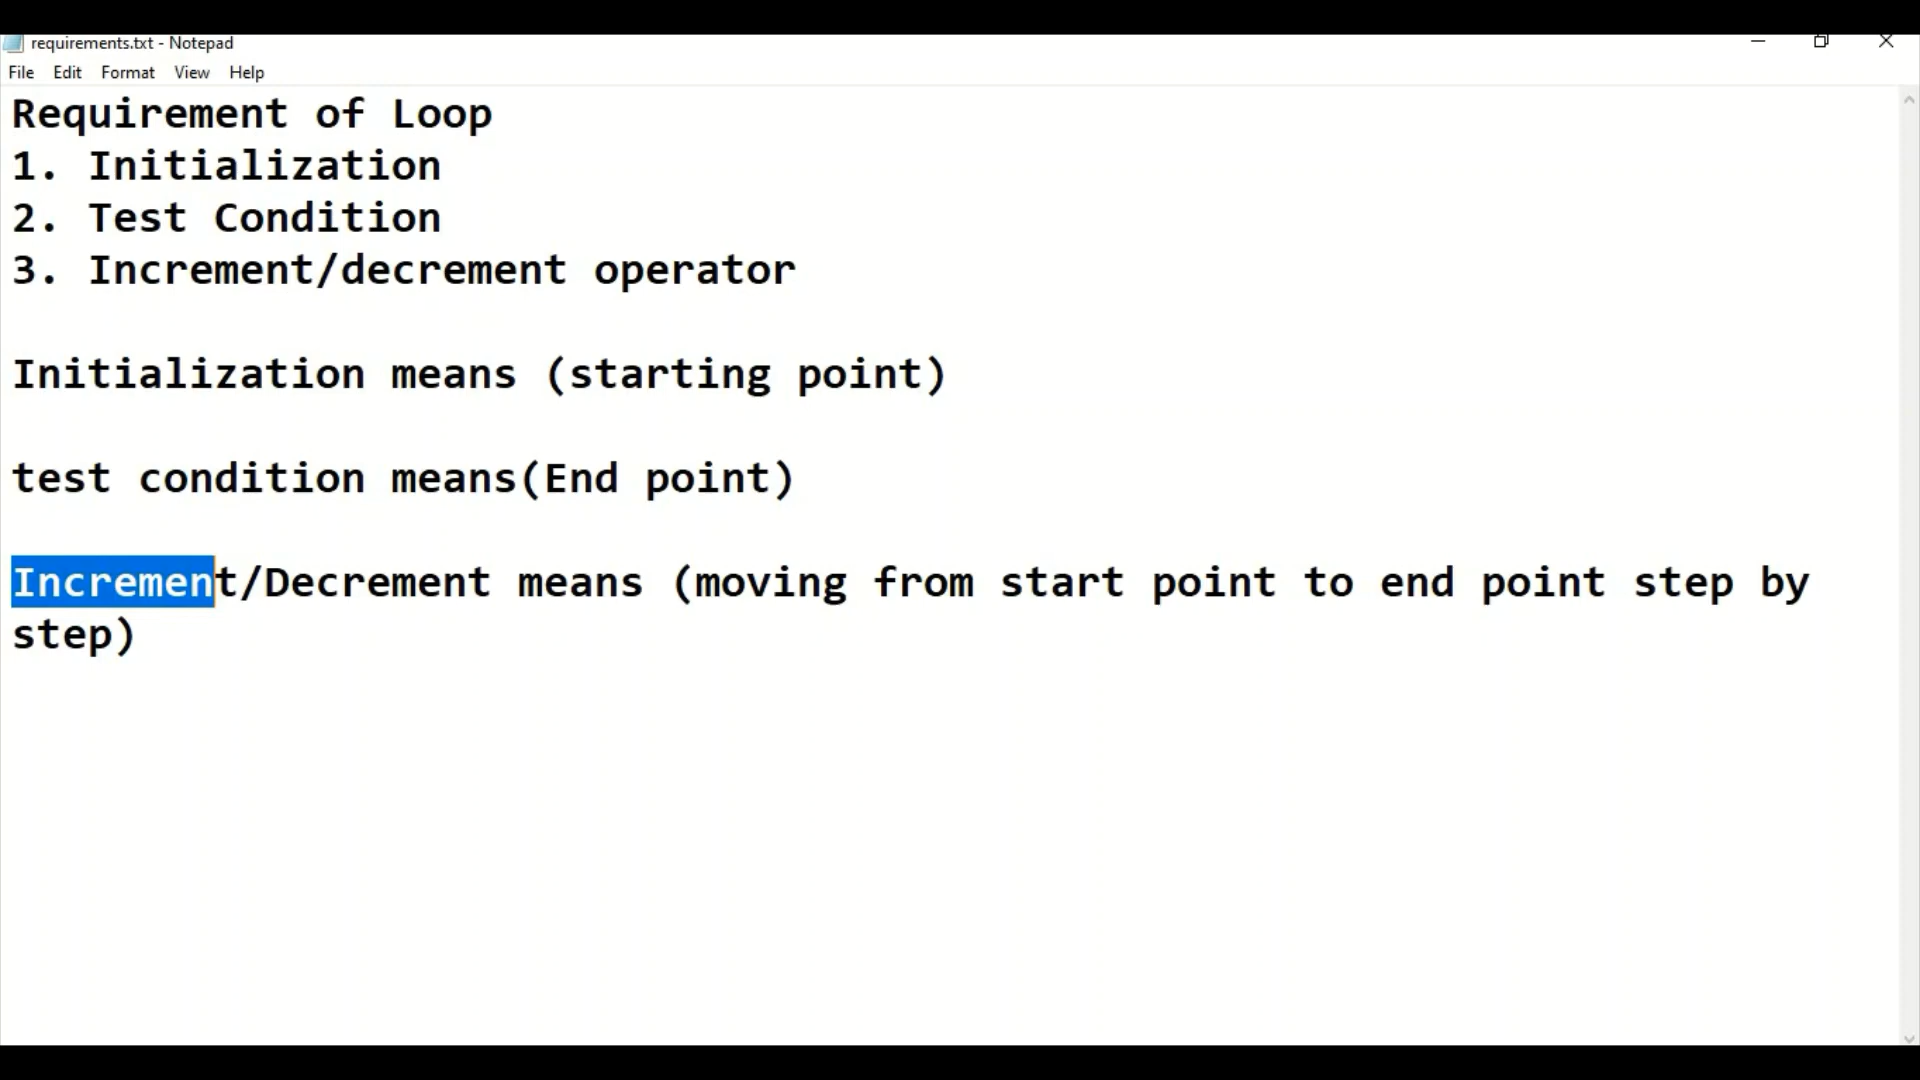 requirements.txt - Notepad
File Edit Format View Help
Requirement of Loop
1. Initialization
2. Test Condition
3. Increment/decrement operator
Initialization means (starting point)
test condition means(End point)
Increment/Decrement means (moving from start point to end point step by
step)